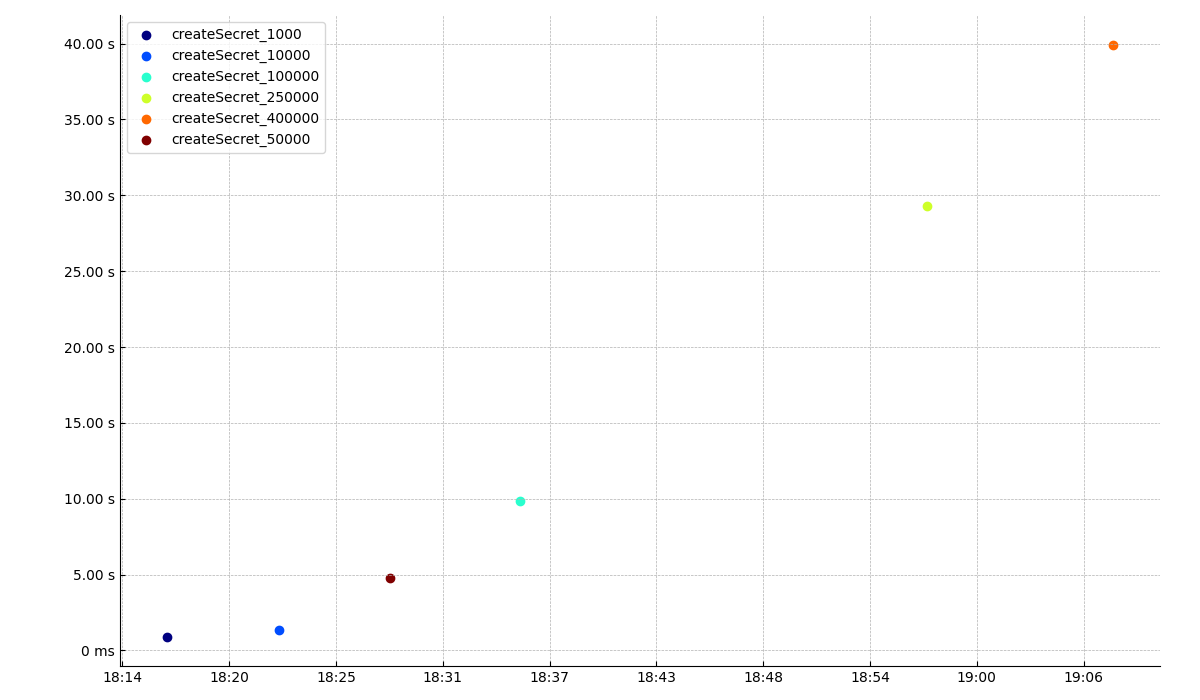 createSecret_1000
createSecret_10000
createSecret_100000
createSecret_250000
createSecret_400000
createSecret_50000
40.00 s
35.00 s
30.00 s
25.00 s
20.00 s
15.00 s
10.00 s
5.00 s
0 ms
18:14 18:20 18:25 18:31 18:37 18:43 18:48 18:54 19:00 19:06